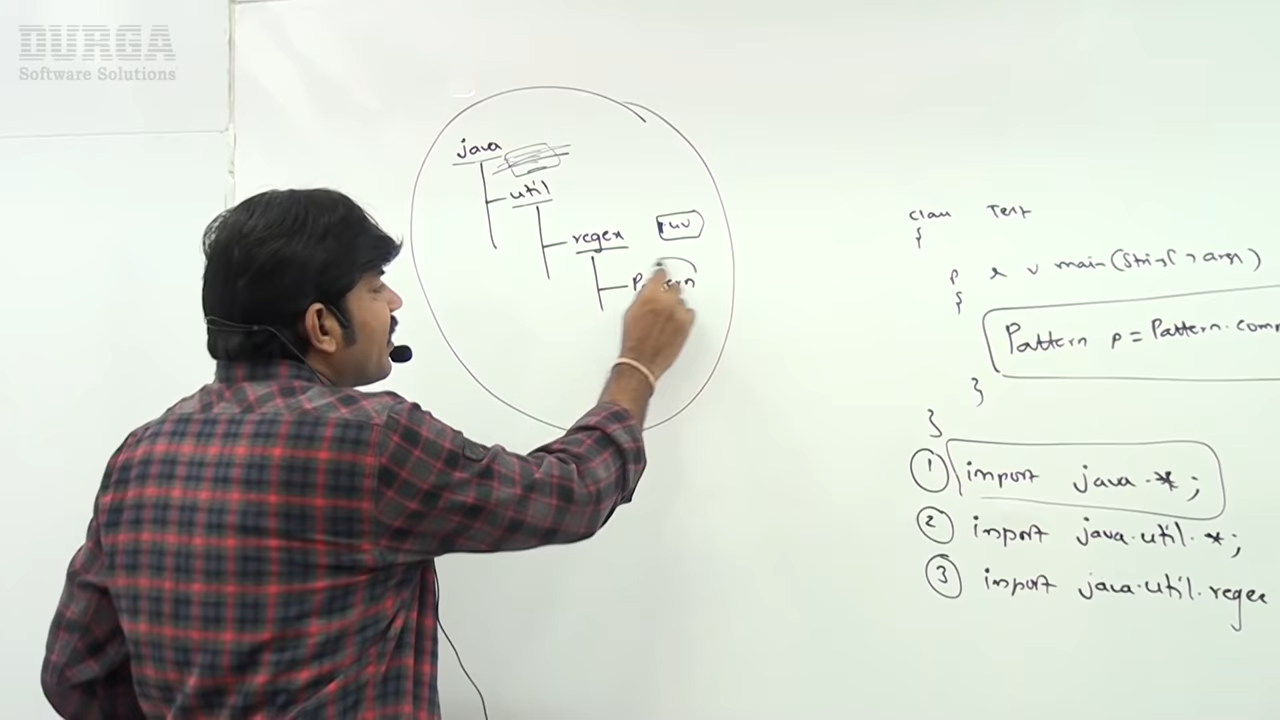 DURGA
Software Solutions
java
util
regex
class Test
{
p s v main(String[] args)
{
Pattern p = Pattern.comp
}
}
① import java.*;
② import java.util.*;
③ import java.util.regex